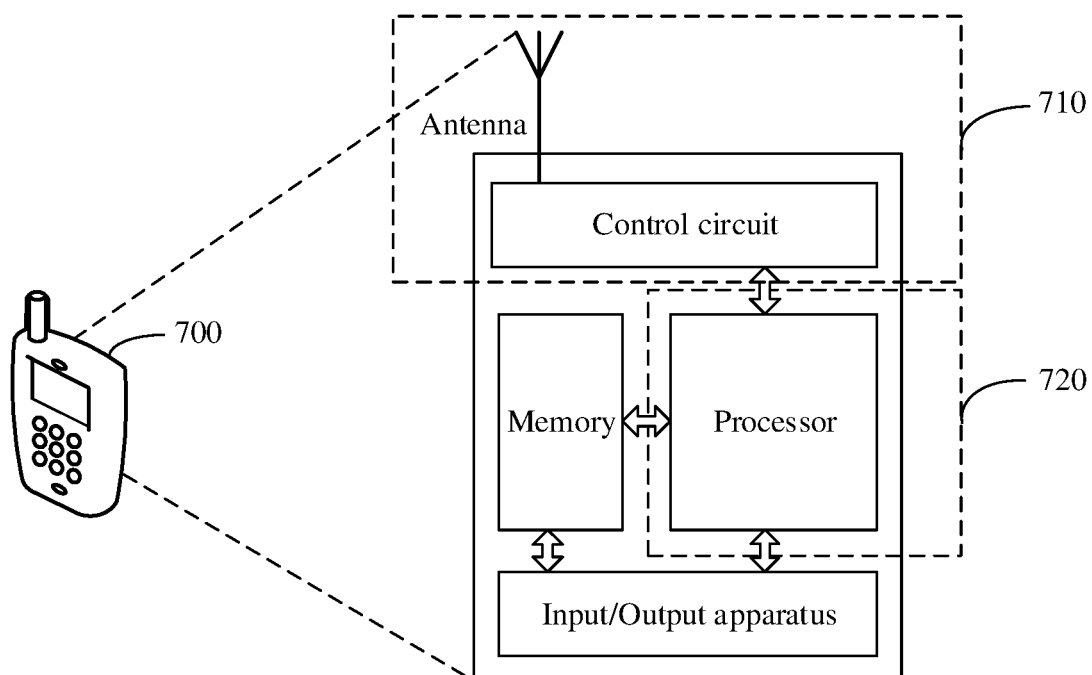 710
Antenna
Control circuit
700
720
Memory
Processor
Input/Output apparatus